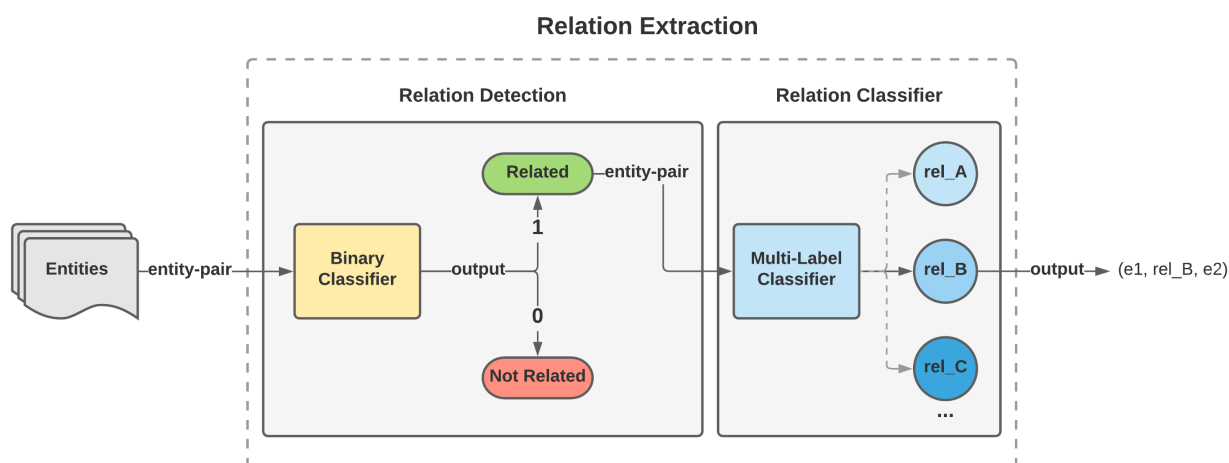 Relation Extraction
Relation Detection
Relation Classifier
Related
entity-pair
rel_A
1
Entities
entity-pair
Binary
Classifier
output
Multi-Label
Classifier
rel_B
output
(e1, rel_B, e2)
0
Not Related
rel_C
...